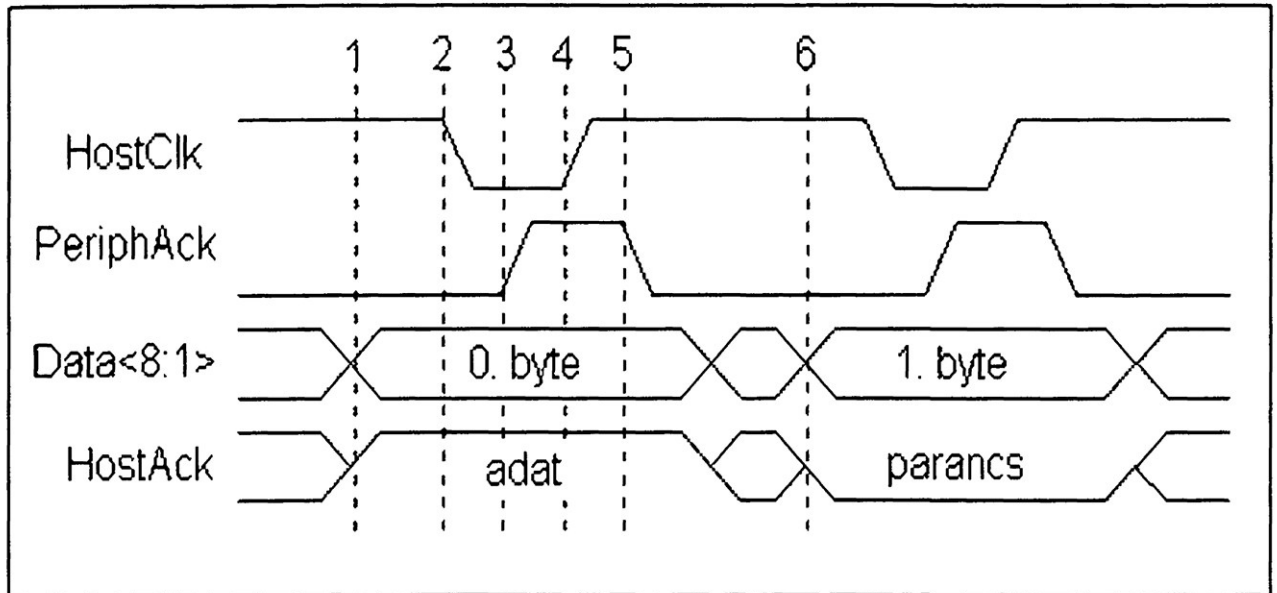 1 2 3 4 5 6
HostClk
PeriphAck
Data<8:1> 0. byte 1. byte
HostAck adat parancs